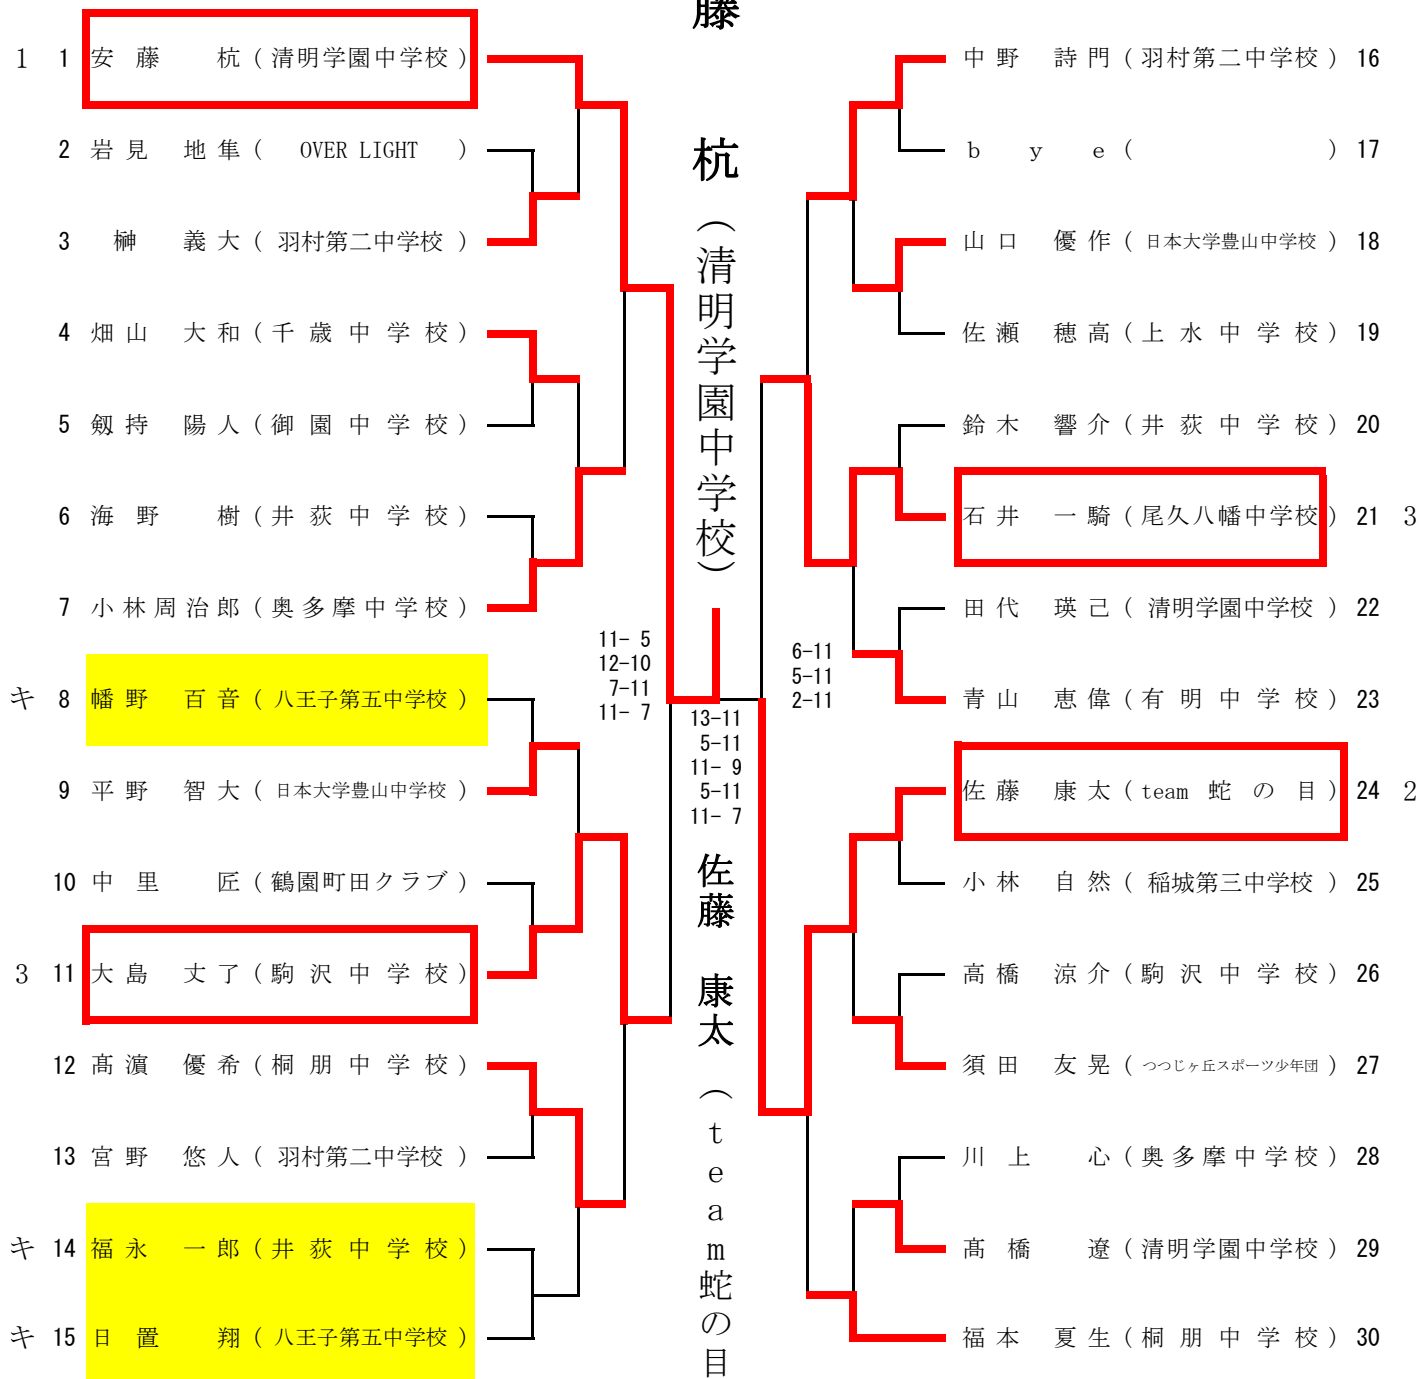 1 1 安藤 杭(清明学園中学校)
2 岩見 地隼( OVER LIGHT )
3 榊 義大(羽村第二中学校)
4 畑山 大和(千歳中学校)
5 剱持 陽人(御園中学校)
6 海野 樹(井荻中学校)
7 小林周治郎(奥多摩中学校)
キ 8 幡野 百音(八王子第五中学校)
9 平野 智大(日本大学豊山中学校)
10 中里 匠(鶴園町田クラブ)
3 11 大島 丈了(駒沢中学校)
12 髙濵 優希(桐朋中学校)
13 宮野 悠人(羽村第二中学校)
キ 14 福永 一郎(井荻中学校)
キ 15 日置 翔(八王子第五中学校)
藤 杭(清明学園中学校)
11- 5
12-10
7-11
11- 7
13-11
5-11
11- 9
5-11
11- 7
6-11
5-11
2-11
佐藤 康太(team蛇の目
中野 詩門(羽村第二中学校) 16
bye( ) 17
山口 優作(日本大学豊山中学校) 18
佐瀬 穂高(上水中学校) 19
鈴木 響介(井荻中学校) 20
石井 一騎(尾久八幡中学校) 21 3
田代 瑛己(清明学園中学校) 22
青山 恵偉(有明中学校) 23
佐藤 康太(team 蛇の目) 24 2
小林 自然(稲城第三中学校) 25
高橋 涼介(駒沢中学校) 26
須田 友晃(つつじヶ丘スポーツ少年団) 27
川上 心(奥多摩中学校) 28
髙橋 遼(清明学園中学校) 29
福本 夏生(桐朋中学校) 30